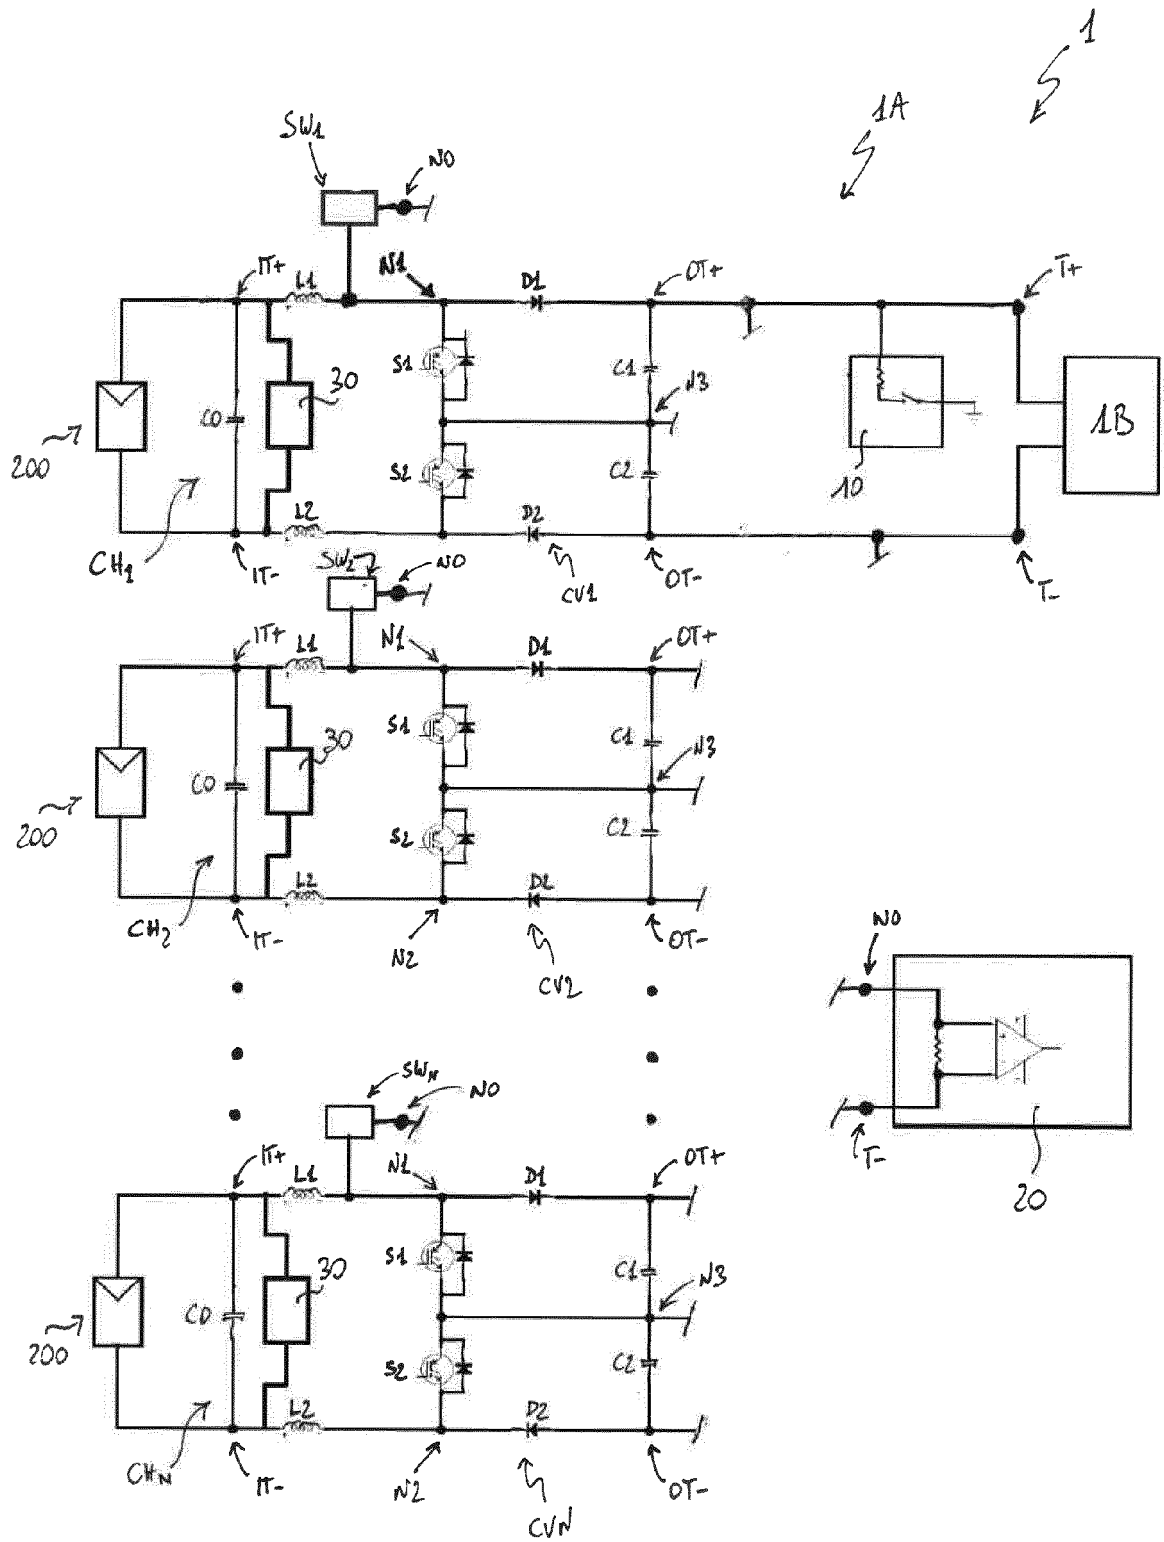 1
1A
SW1
N0
IT+
L1
N1
D1
OT+
T+
S1
C1
N3
30
C0
200
S2
C2
10
1B
CH1
L2
D2
IT-
CV1
OT-
T-
SW2
N0
IT+
L1
N1
D1
OT+
S1
C1
N3
30
C0
200
S2
C2
CH2
L2
D2
IT-
N2
CV2
OT-
N0
T-
20
SWN
N0
IT+
L1
N1
D1
OT+
S1
C1
N3
30
C0
200
S2
C2
CHN
L2
D2
IT-
N2
CVN
OT-